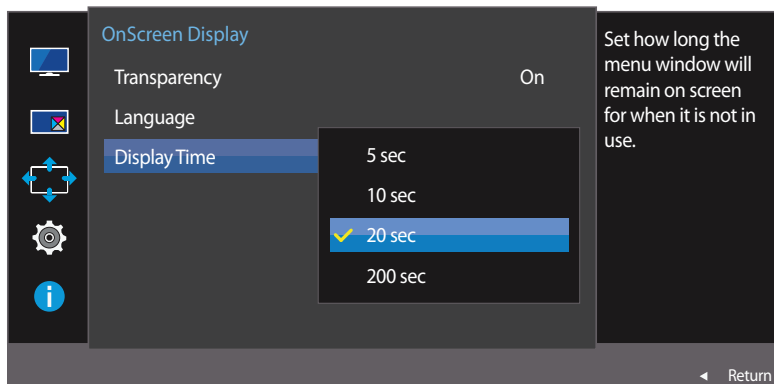 OnScreen Display
Transparency On
Language
Display Time
5 sec
10 sec
20 sec
200 sec
Set how long the
menu window will
remain on screen
for when it is not in
use.
i
◄ Return